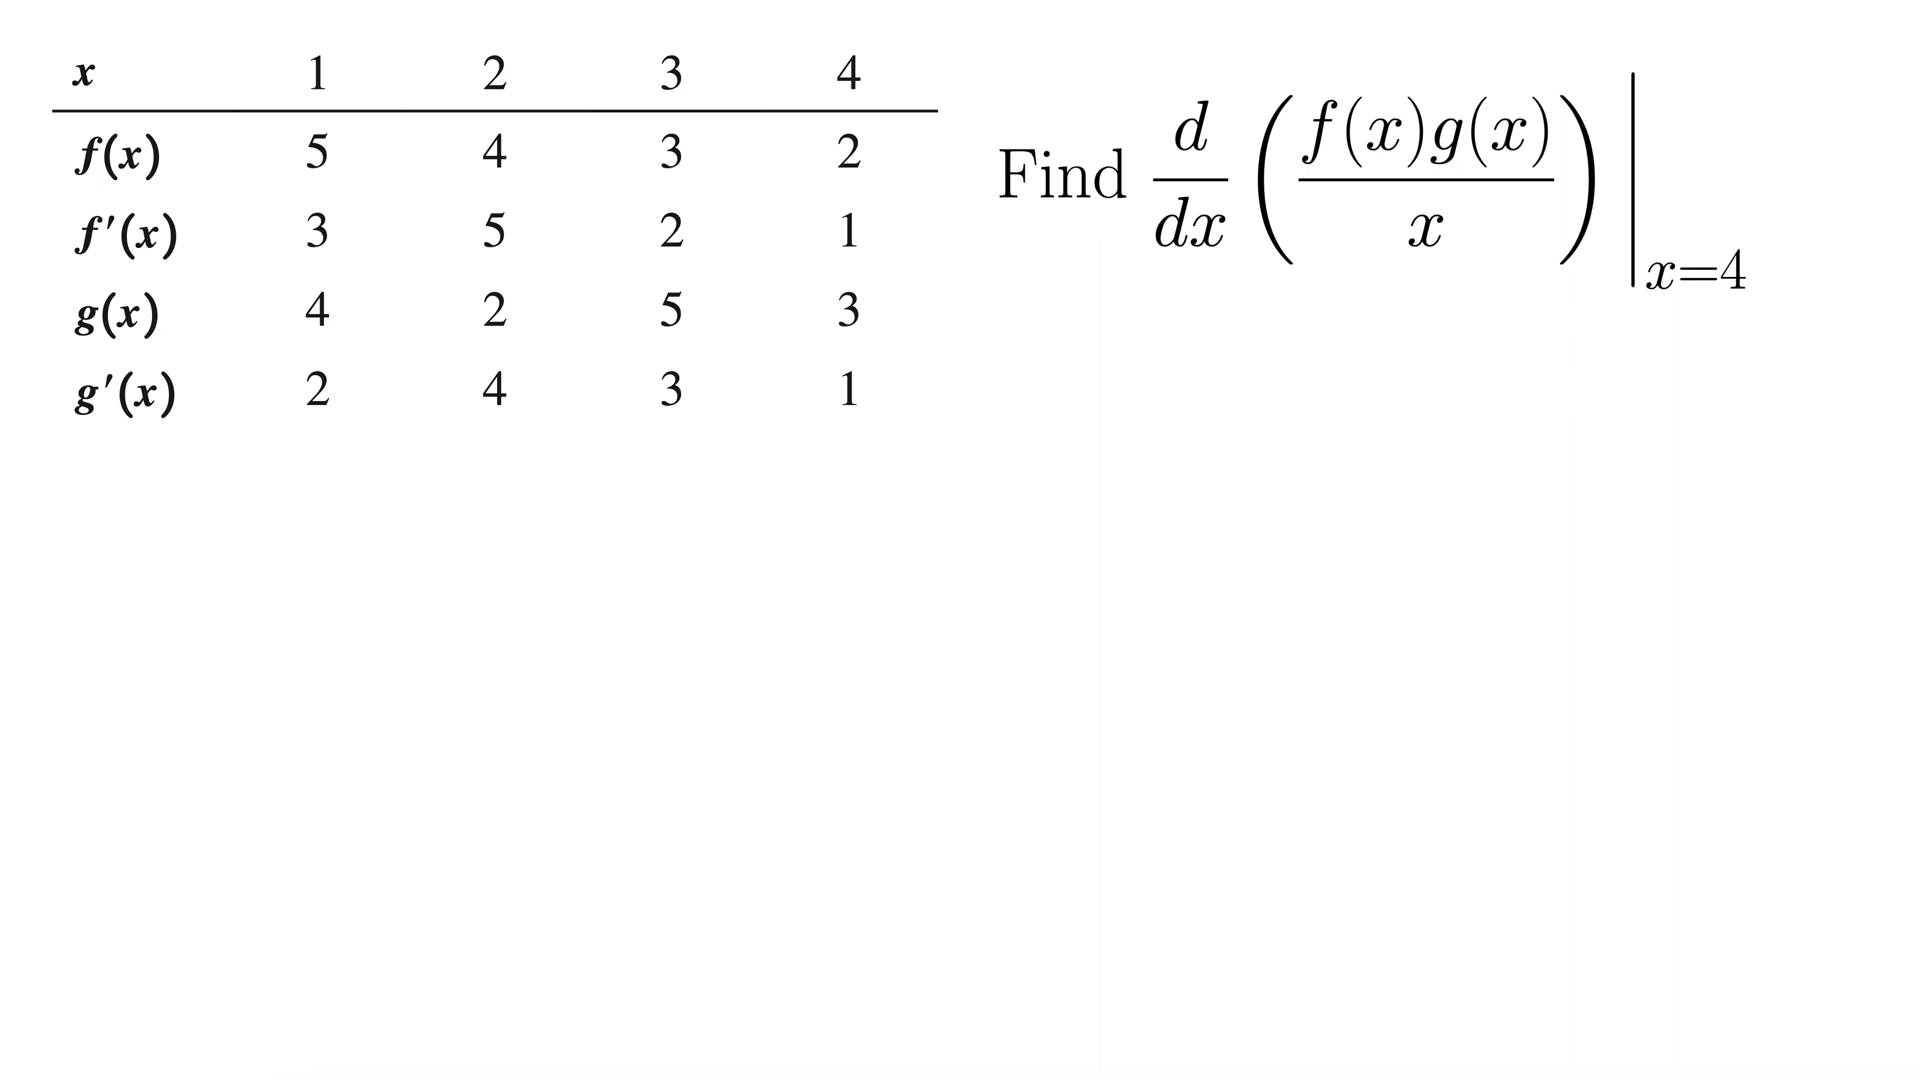 x 1 2 3 4
f(x) 5 4 3 2
f′(x) 3 5 2 1
g(x) 4 2 5 3
g′(x) 2 4 3 1
Find d/dx (f(x)g(x)/x) |x=4